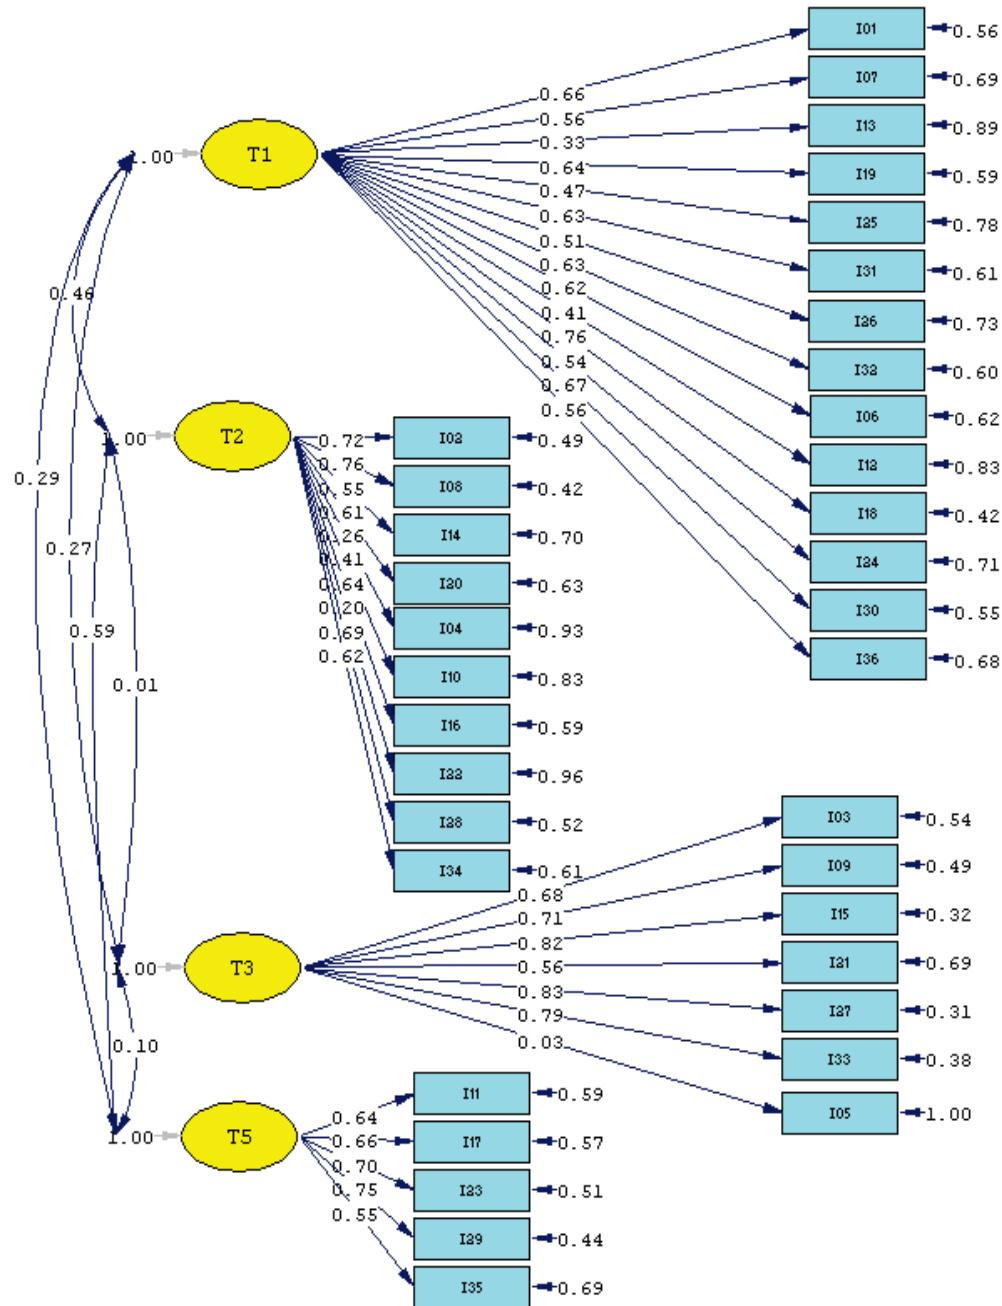 I01 0.56
I07 0.69
0.66
0.56
I13 0.89
0.33
1.00 T1
0.64
I19 0.59
0.47
0.63
I25 0.78
0.51
0.63
I31 0.61
0.62
0.46
0.41
I26 0.73
0.76
0.54
I32 0.60
0.67
0.56
I06 0.62
1.00 T2
0.72 I02 0.49
0.76
I12 0.83
0.29
0.55
I08 0.42
0.61
I18 0.42
0.26
I14 0.70
0.27
0.41
I24 0.71
0.64
I20 0.63
0.20
I30 0.55
0.59
0.69
I04 0.93
0.62
I36 0.68
0.01
I10 0.83
I16 0.59
I22 0.96
I28 0.52
I03 0.54
I34 0.61
I09 0.49
0.68
0.71
I15 0.32
0.82
1.00 T3
0.56
I21 0.69
0.83
I27 0.31
0.79
0.03
0.10
I33 0.38
I11 0.59
I05 1.00
0.64
1.00 T5
0.66 I17 0.57
0.70
0.75
I23 0.51
0.55
I29 0.44
I35 0.69